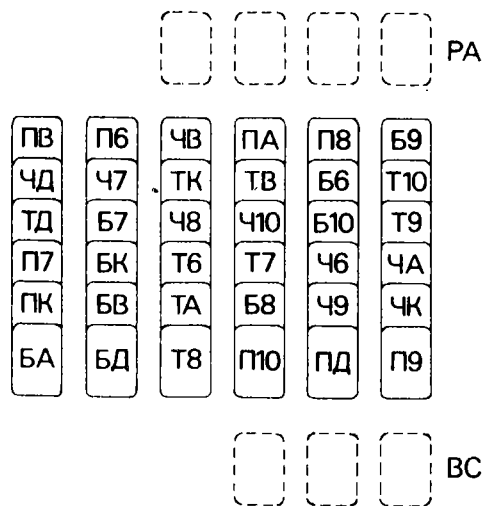 РА
ПВ П6 ЧВ ПА П8 Б9
ЧД Ч7 ТК ТВ Б6 Т10
ТД Б7 Ч8 Ч10 Б10 Т9
П7 БК Т6 Т7 Ч6 ЧА
ПК БВ ТА Б8 Ч9 ЧК
БА БД Т8 П10 ПД П9
ВС